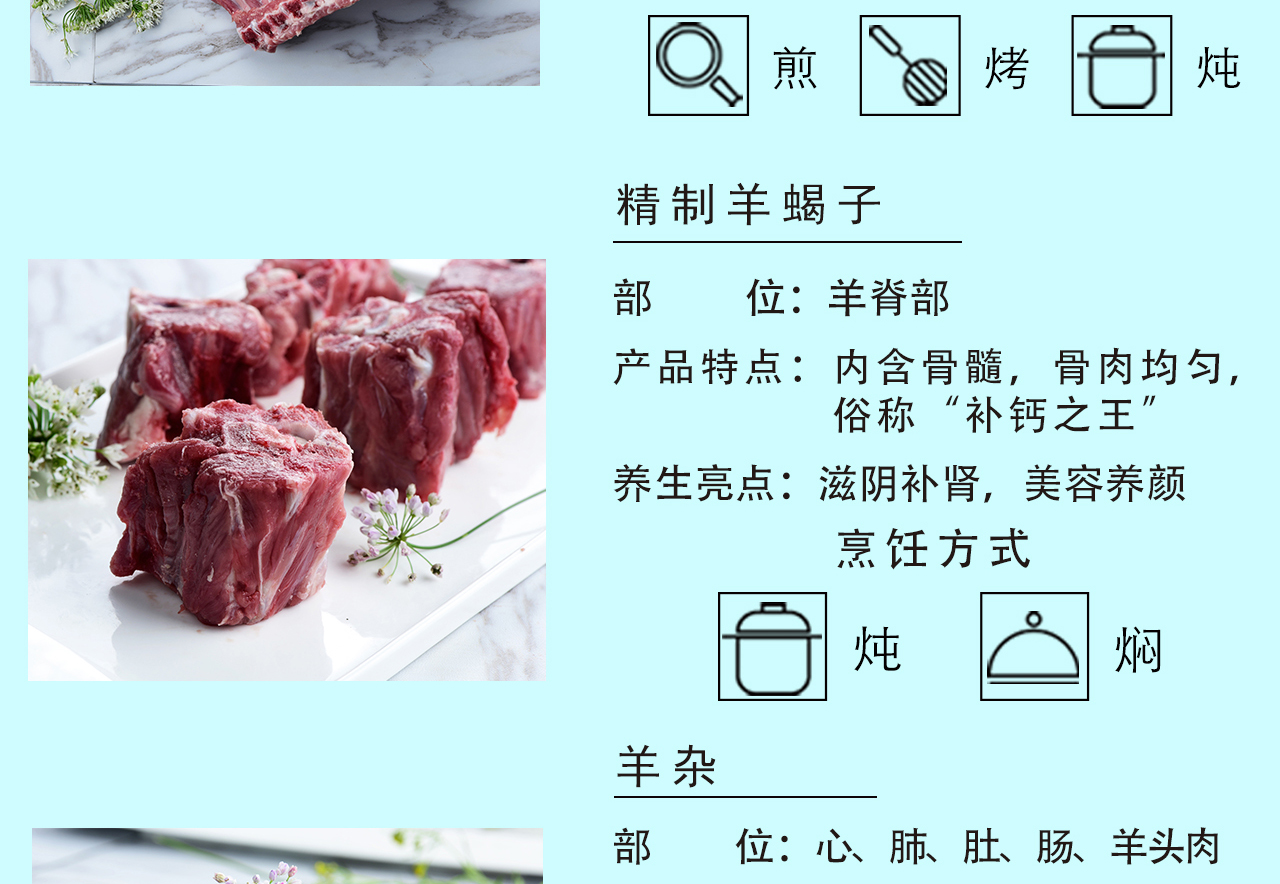 煎 烤 炖
精制羊蝎子
部 位：羊脊部
产品特点：内含骨髓，骨肉均匀，
俗称“补钙之王”
养生亮点：滋阴补肾，美容养颜
烹饪方式
炖 焖
羊杂
部 位：心、肺、肚、肠、羊头肉